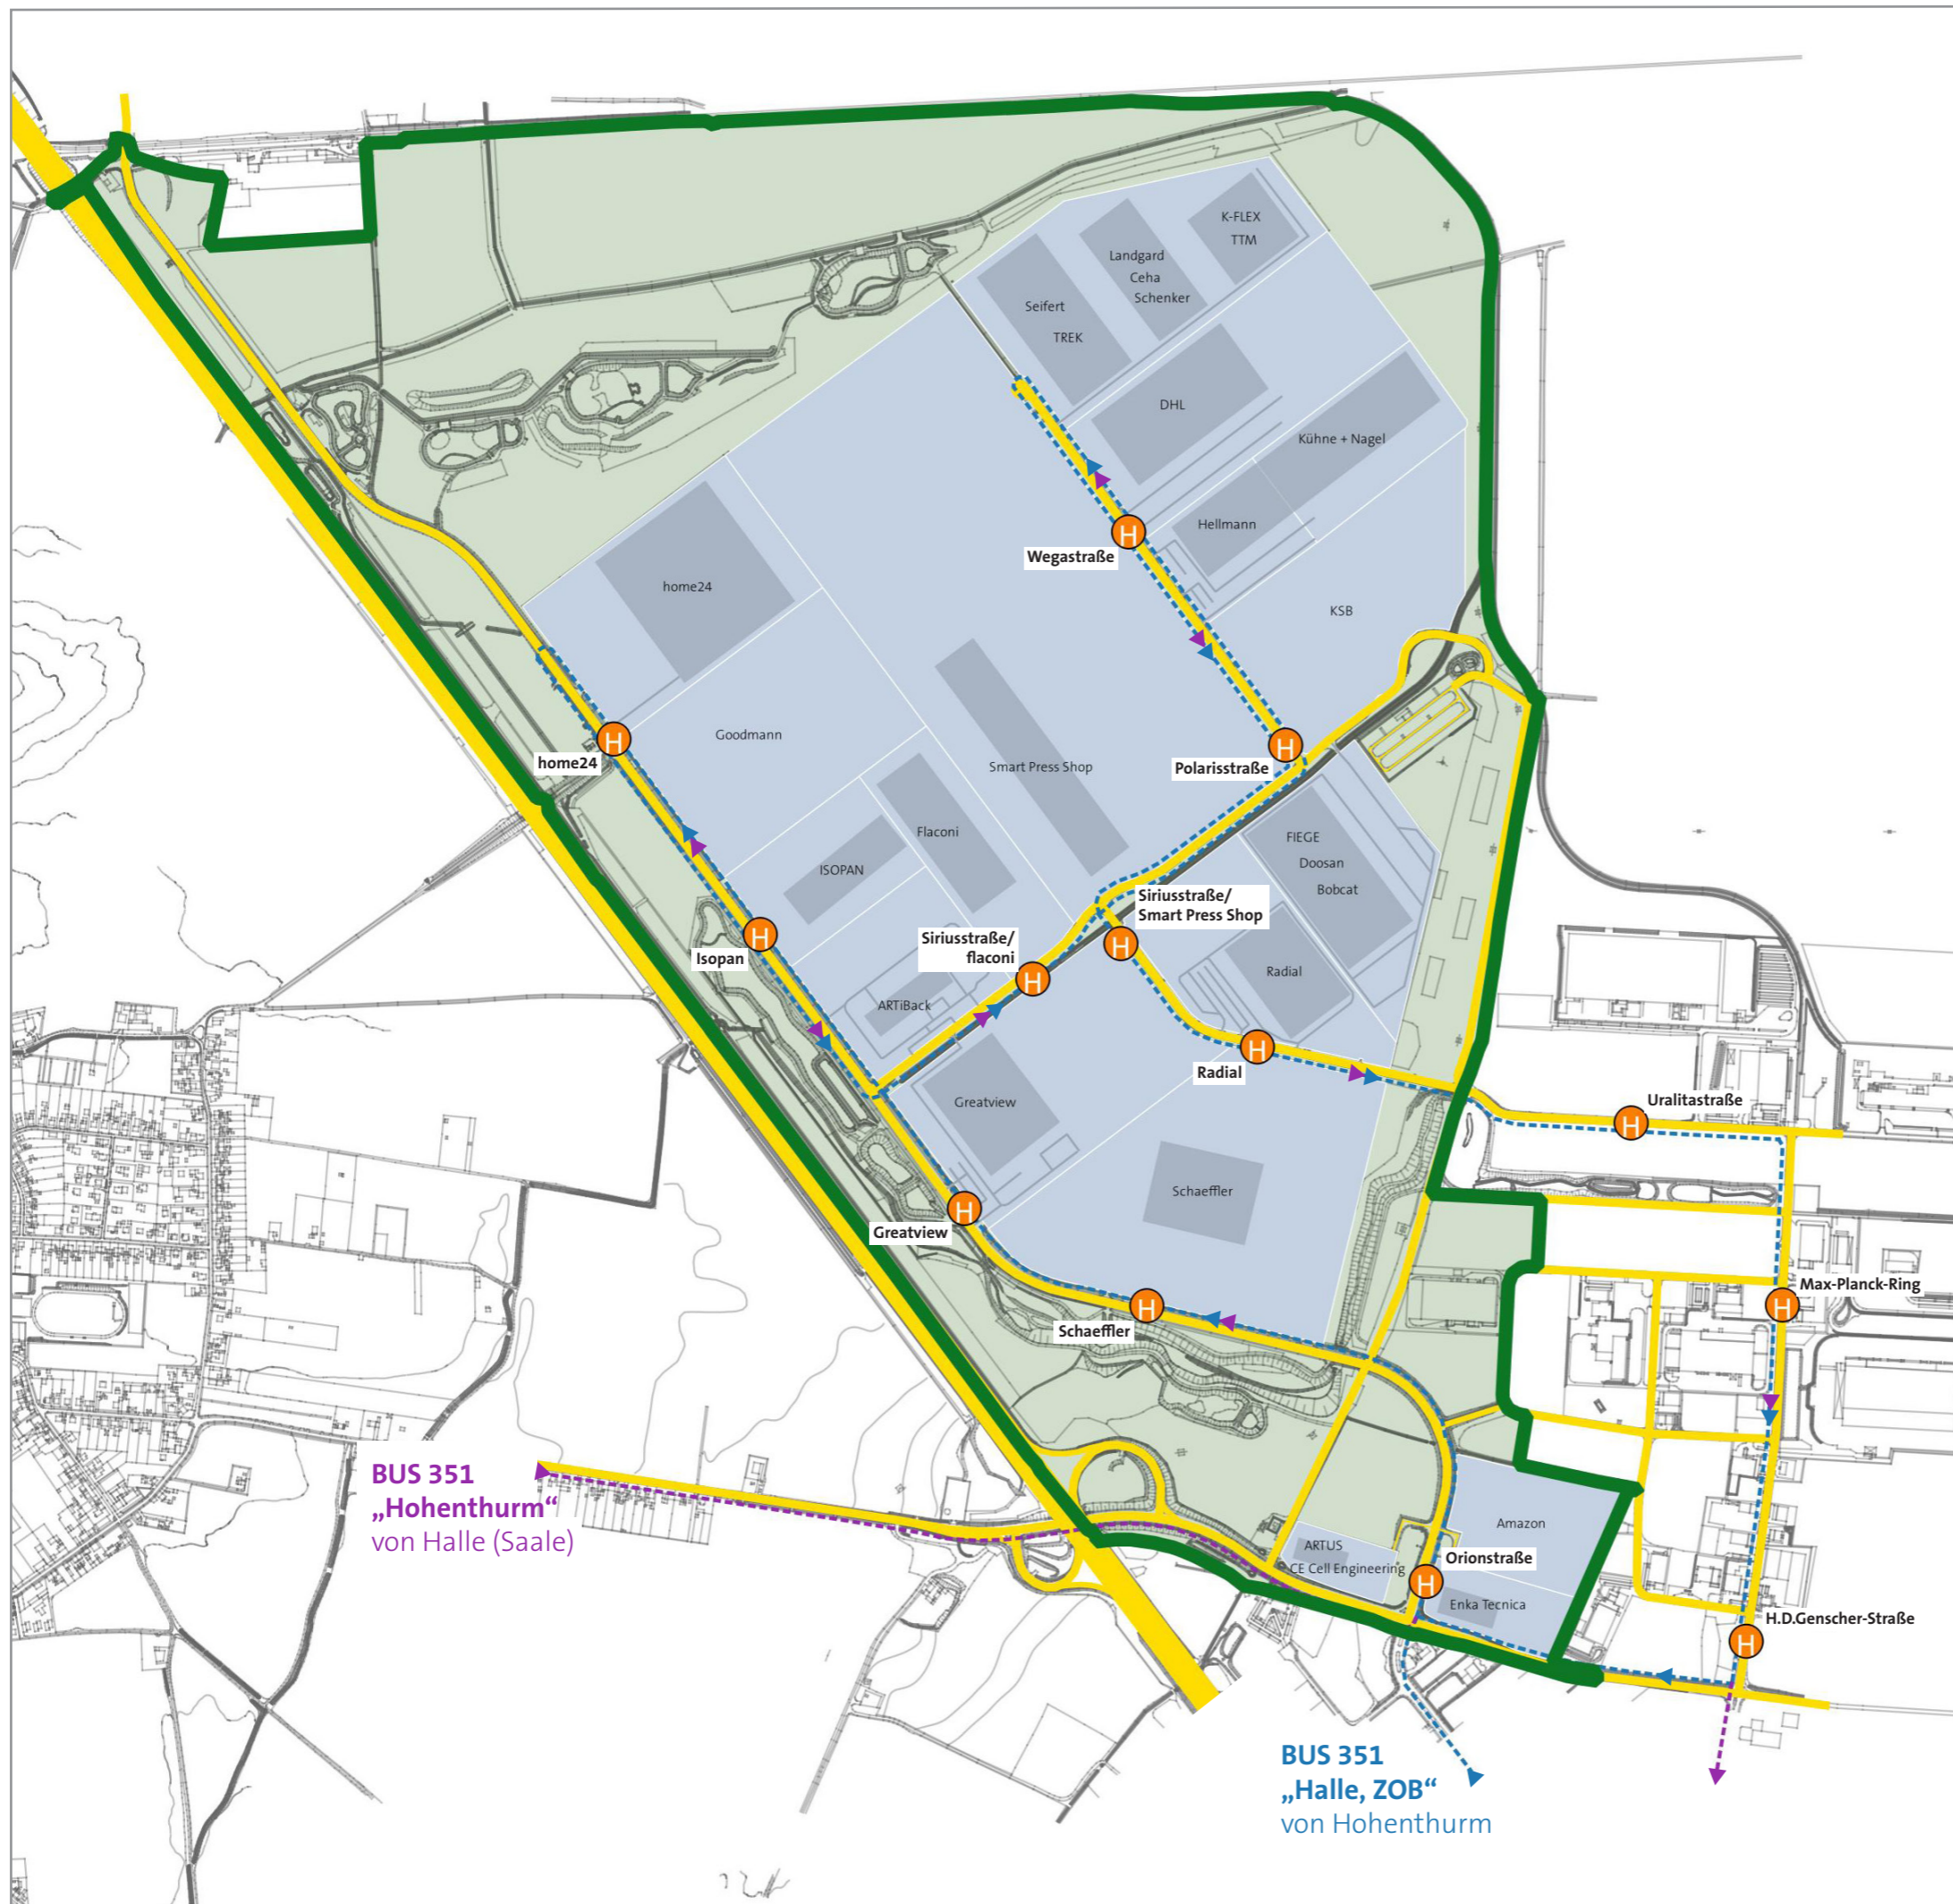 K-FLEX
TTM
Landgard
Ceha
Schenker
Seifert
TREK
DHL
Kühne + Nagel
Hellmann
H
Wegastraße
home24
KSB
H
home24
Goodmann
H
Polarisstraße
Smart Press Shop
Flaconi
ISOPAN
FIEGE
Doosan
Bobcat
H
Isopan
Siriusstraße/
Smart Press Shop
H
Siriusstraße/
flaconi
H
Radial
ARTiBack
H
Radial
Greatview
H
Uralitastraße
Schaeffler
H
Greatview
H
Schaeffler
Max-Planck-Ring
H
BUS 351
„Hohenthurm“
von Halle (Saale)
Amazon
ARTUS
CE Cell Engineering
Orionstraße
H
Enka Tecnica
H.D.Genscher-Straße
H
BUS 351
„Halle, ZOB“
von Hohenthurm